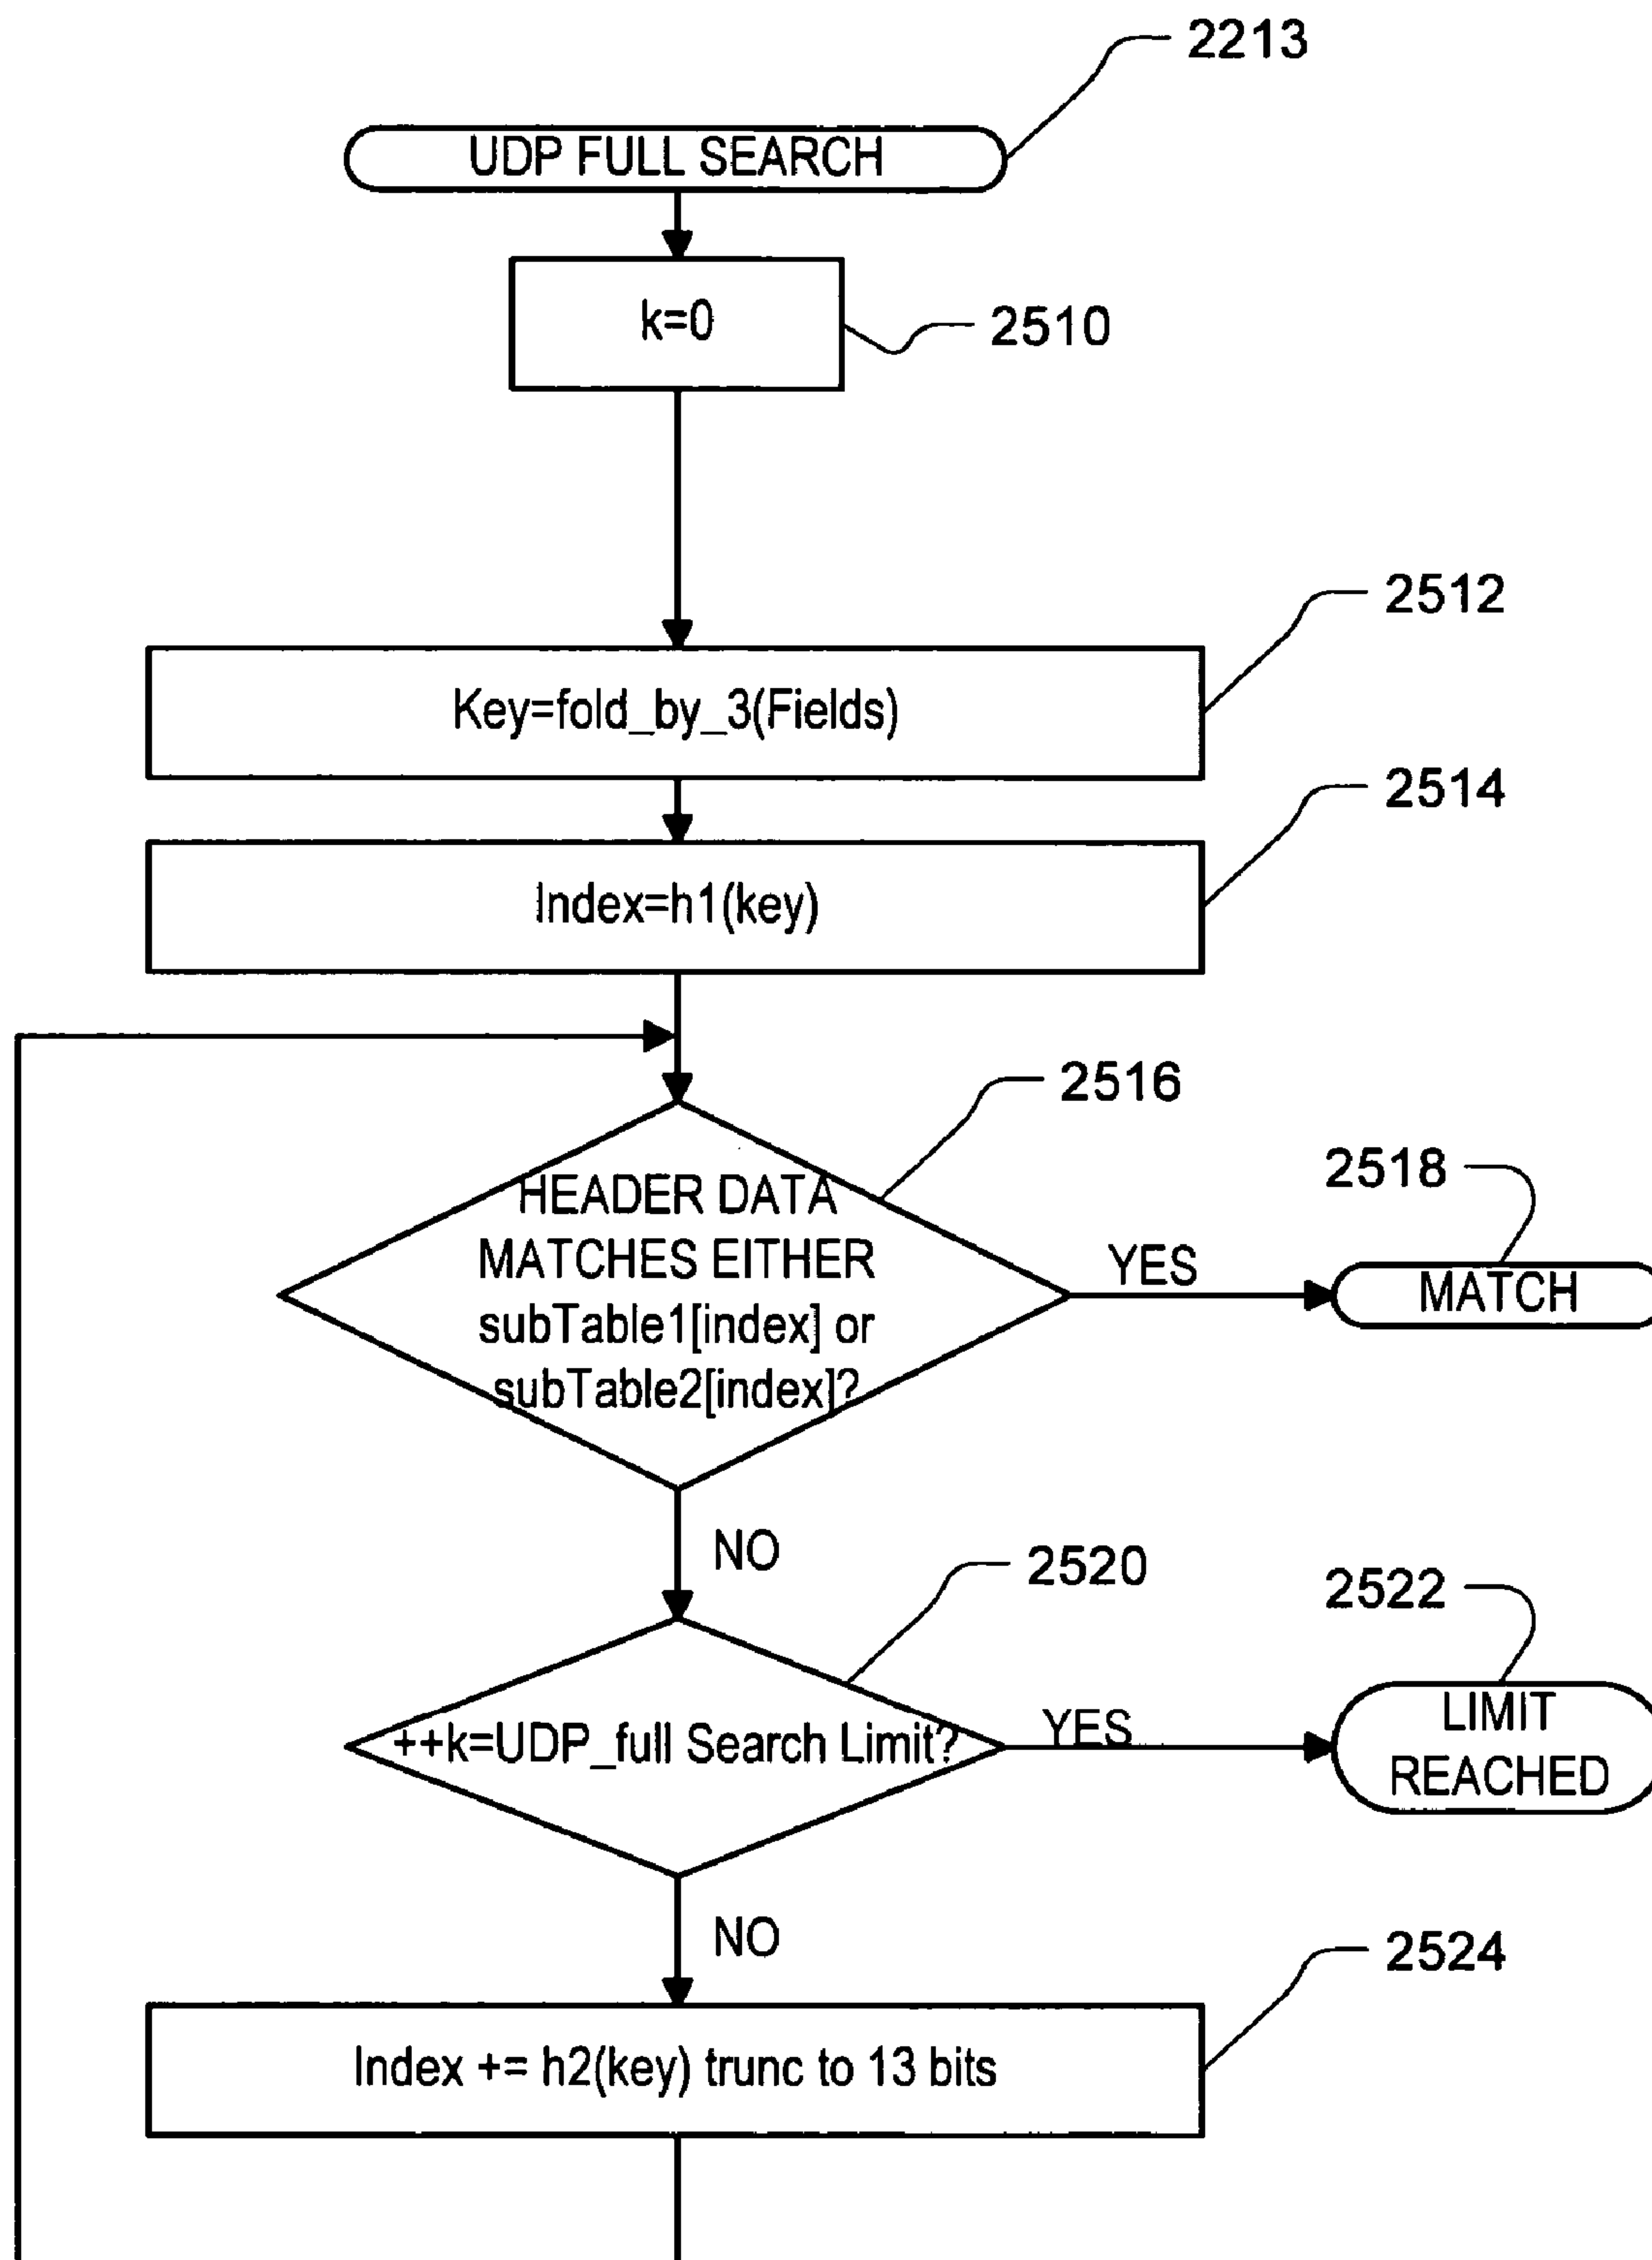 2213
UDP FULL SEARCH
k=0
2510
2512
Key=fold_by_3(Fields)
2514
Index=h1(key)
2516
HEADER DATA
MATCHES EITHER
subTable1[index] or
subTable2[index]?
2518
YES
MATCH
NO
2520
2522
++k=UDP_full Search Limit?
YES
LIMIT
REACHED
NO
2524
Index += h2(key) trunc to 13 bits